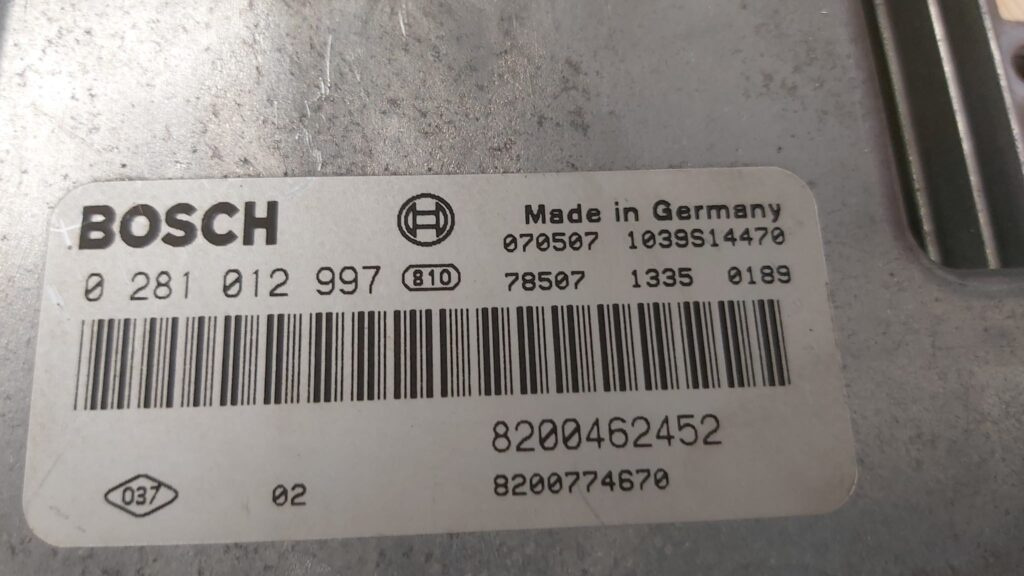 BOSCH
Made in Germany
070507 1039S14470
0 281 012 997 810
78507 1335 0189
8200462452
037 02
8200774670